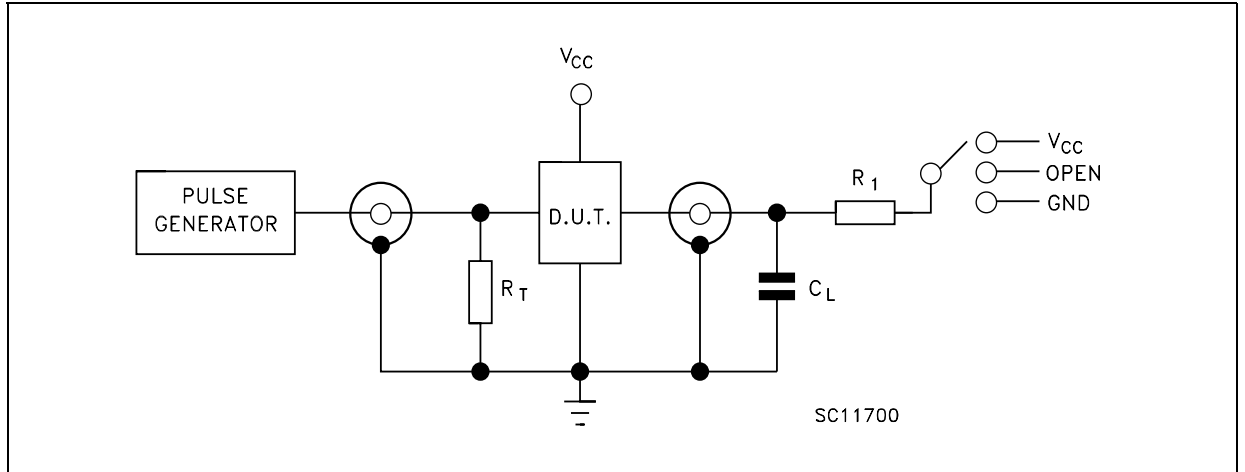 VCC
PULSE
GENERATOR
D.U.T.
RT
CL
R1
VCC
OPEN
GND
SC11700